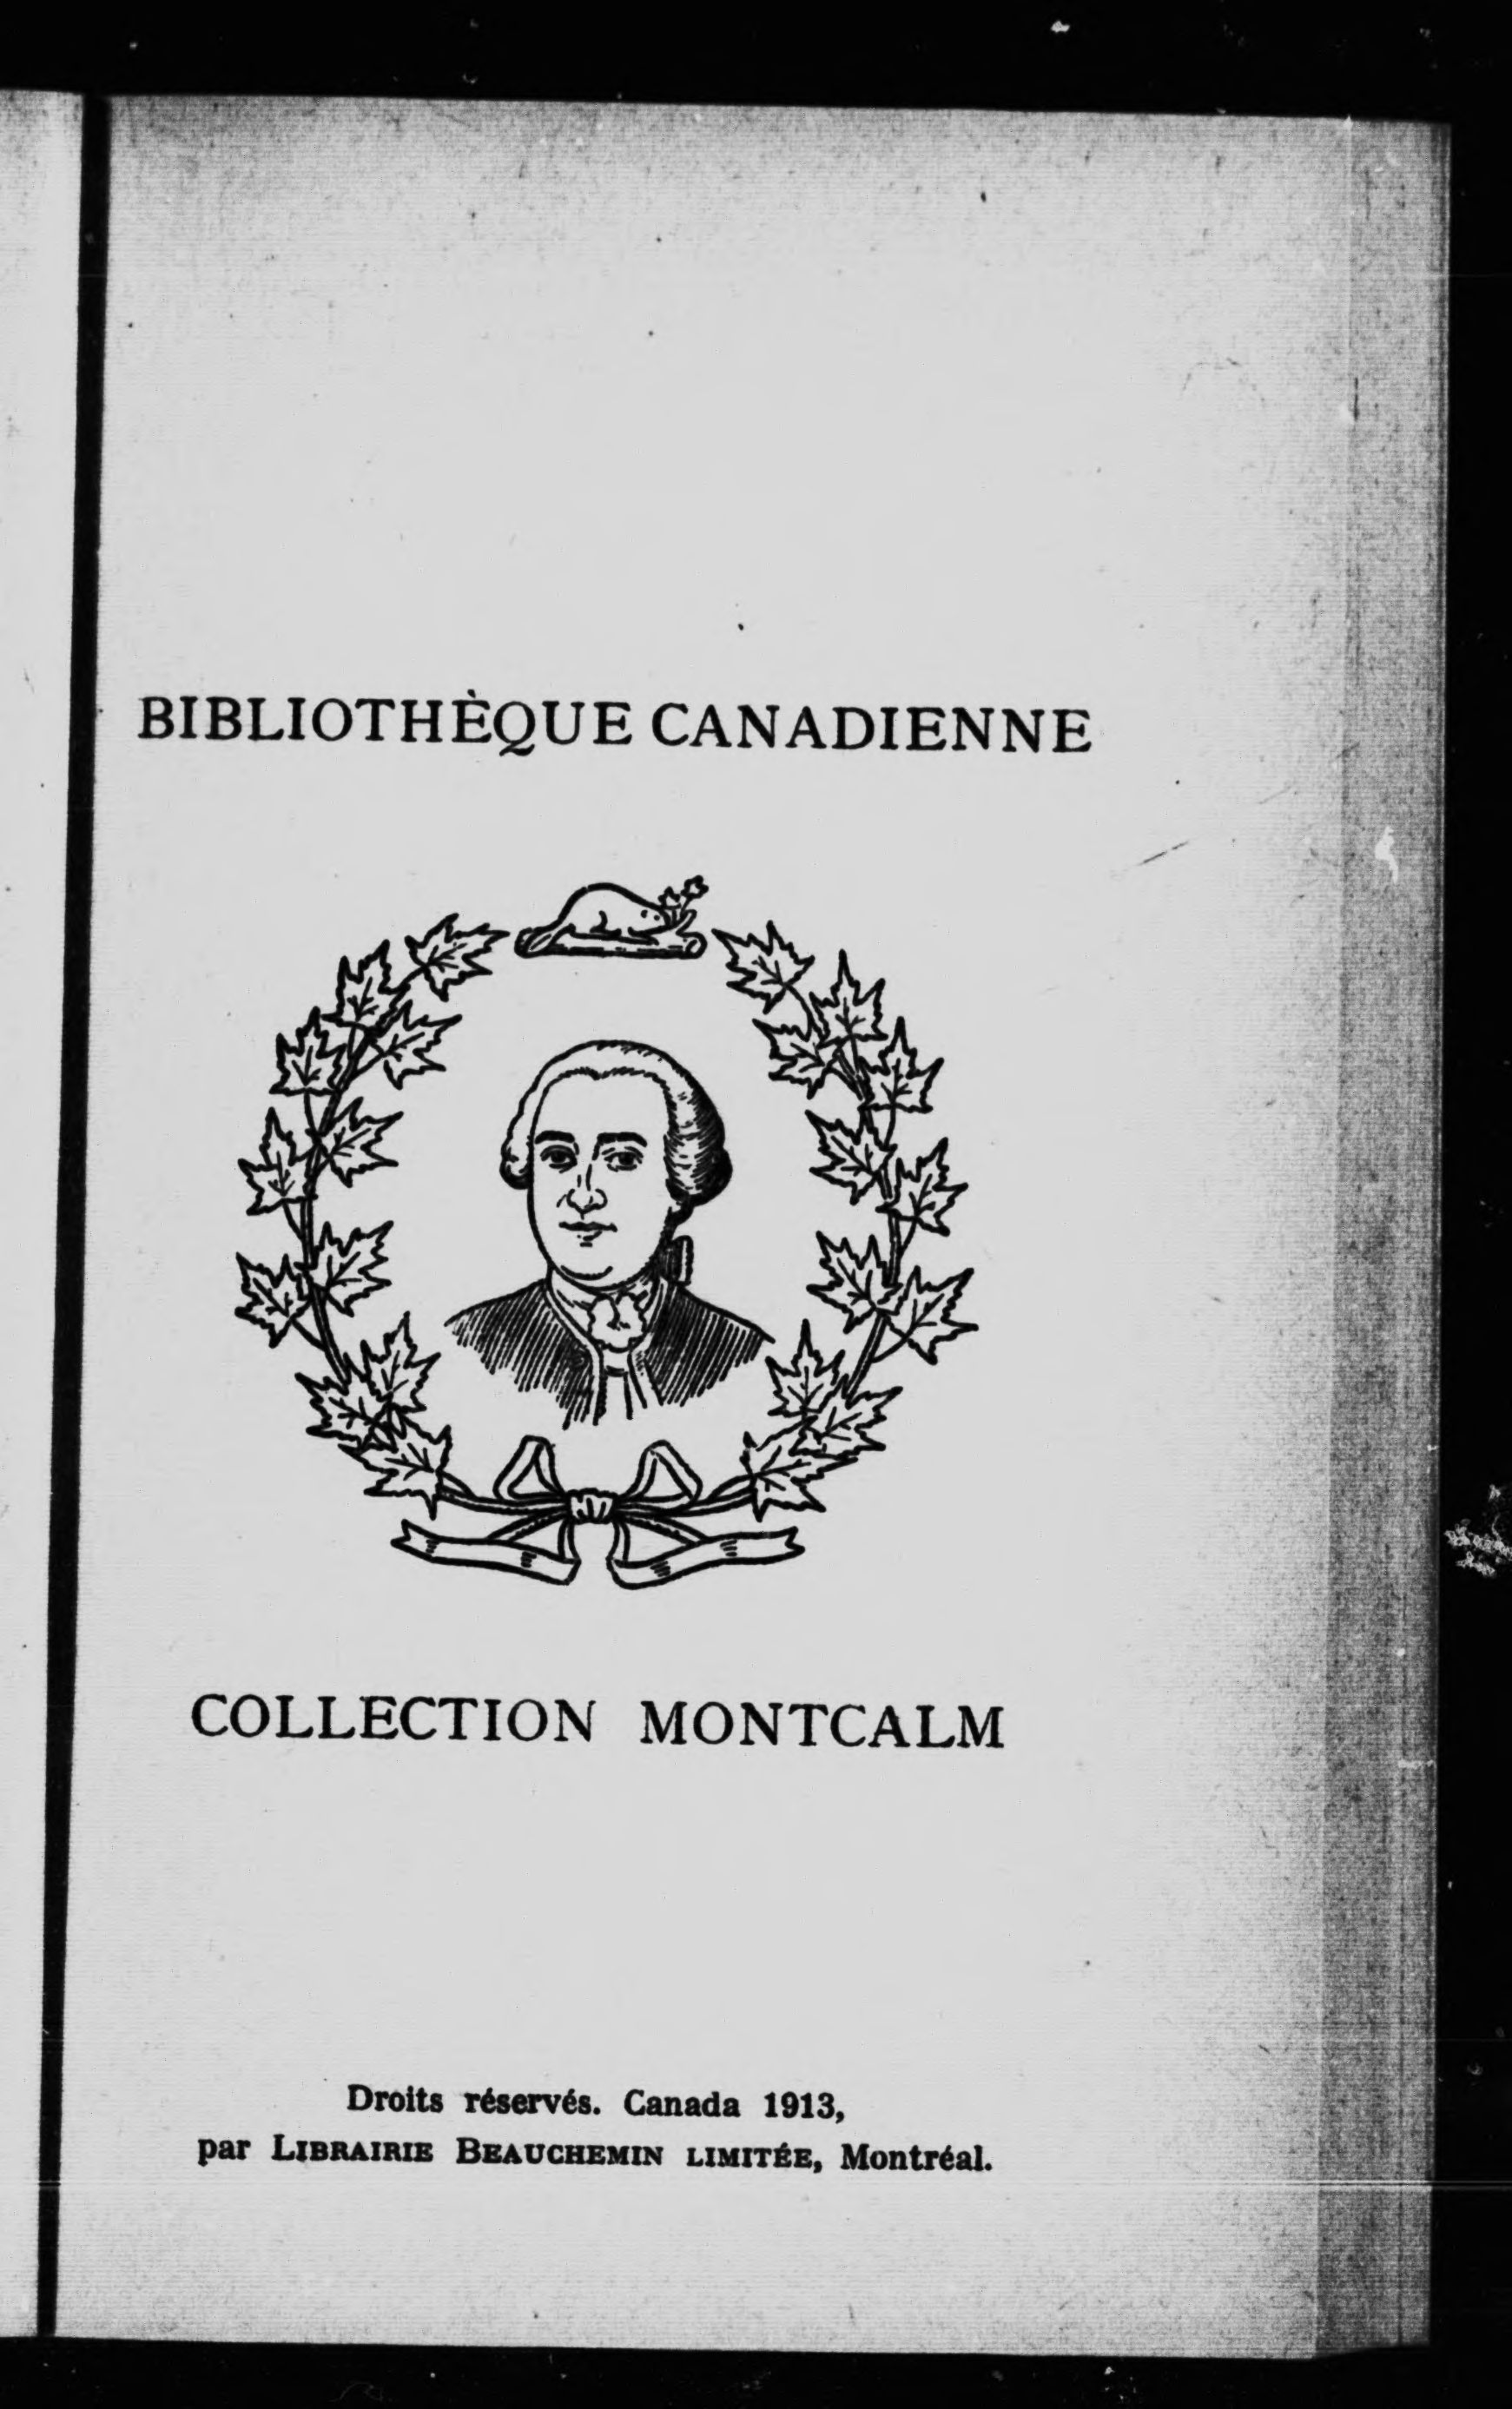 BIBLIOTHÈQUE CANADIENNE
COLLECTION MONTCALM
Droits réservés. Canada 1913,
par LIBRAIRIE BEAUCHEMIN LIMITÉE, Montréal.